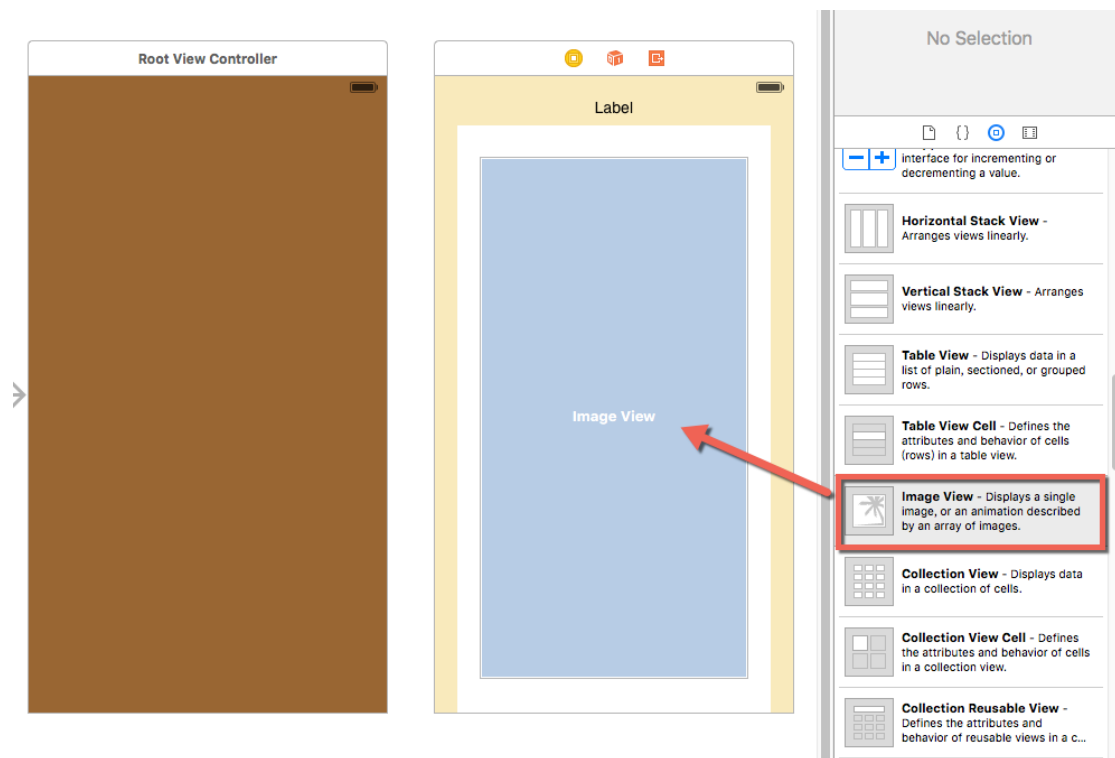 Root View Controller
Label
Image View
No Selection
{}
interface for incrementing or
decrementing a value.
Horizontal Stack View -
Arranges views linearly.
Vertical Stack View - Arranges
views linearly.
Table View - Displays data in a
list of plain, sectioned, or grouped
rows.
Table View Cell - Defines the
attributes and behavior of cells
(rows) in a table view.
Image View - Displays a single
image, or an animation described
by an array of images.
Collection View - Displays data
in a collection of cells.
Collection View Cell - Defines
the attributes and behavior of cells
in a collection view.
Collection Reusable View -
Defines the attributes and
behavior of reusable views in a c...